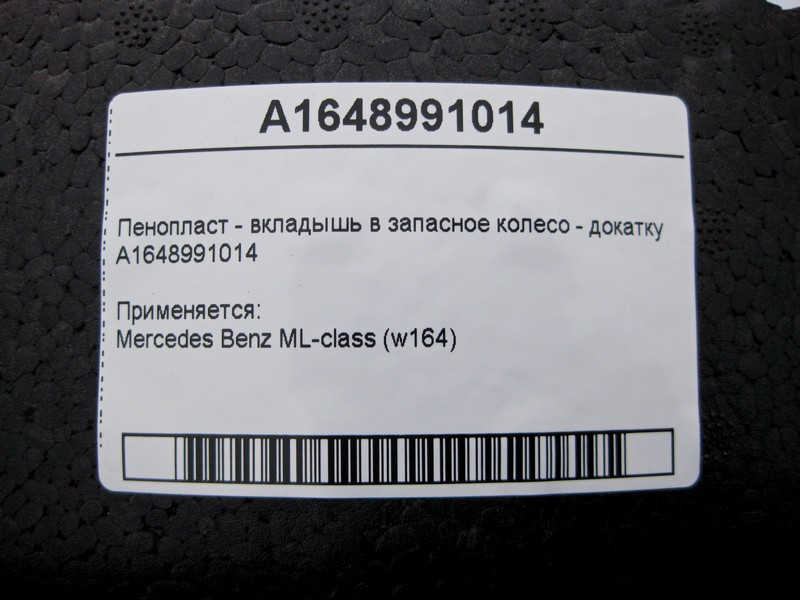 A1648991014
Пенопласт - вкладышь в запасное колесо - докатку
A1648991014
Применяется:
Mercedes Benz ML-class (w164)